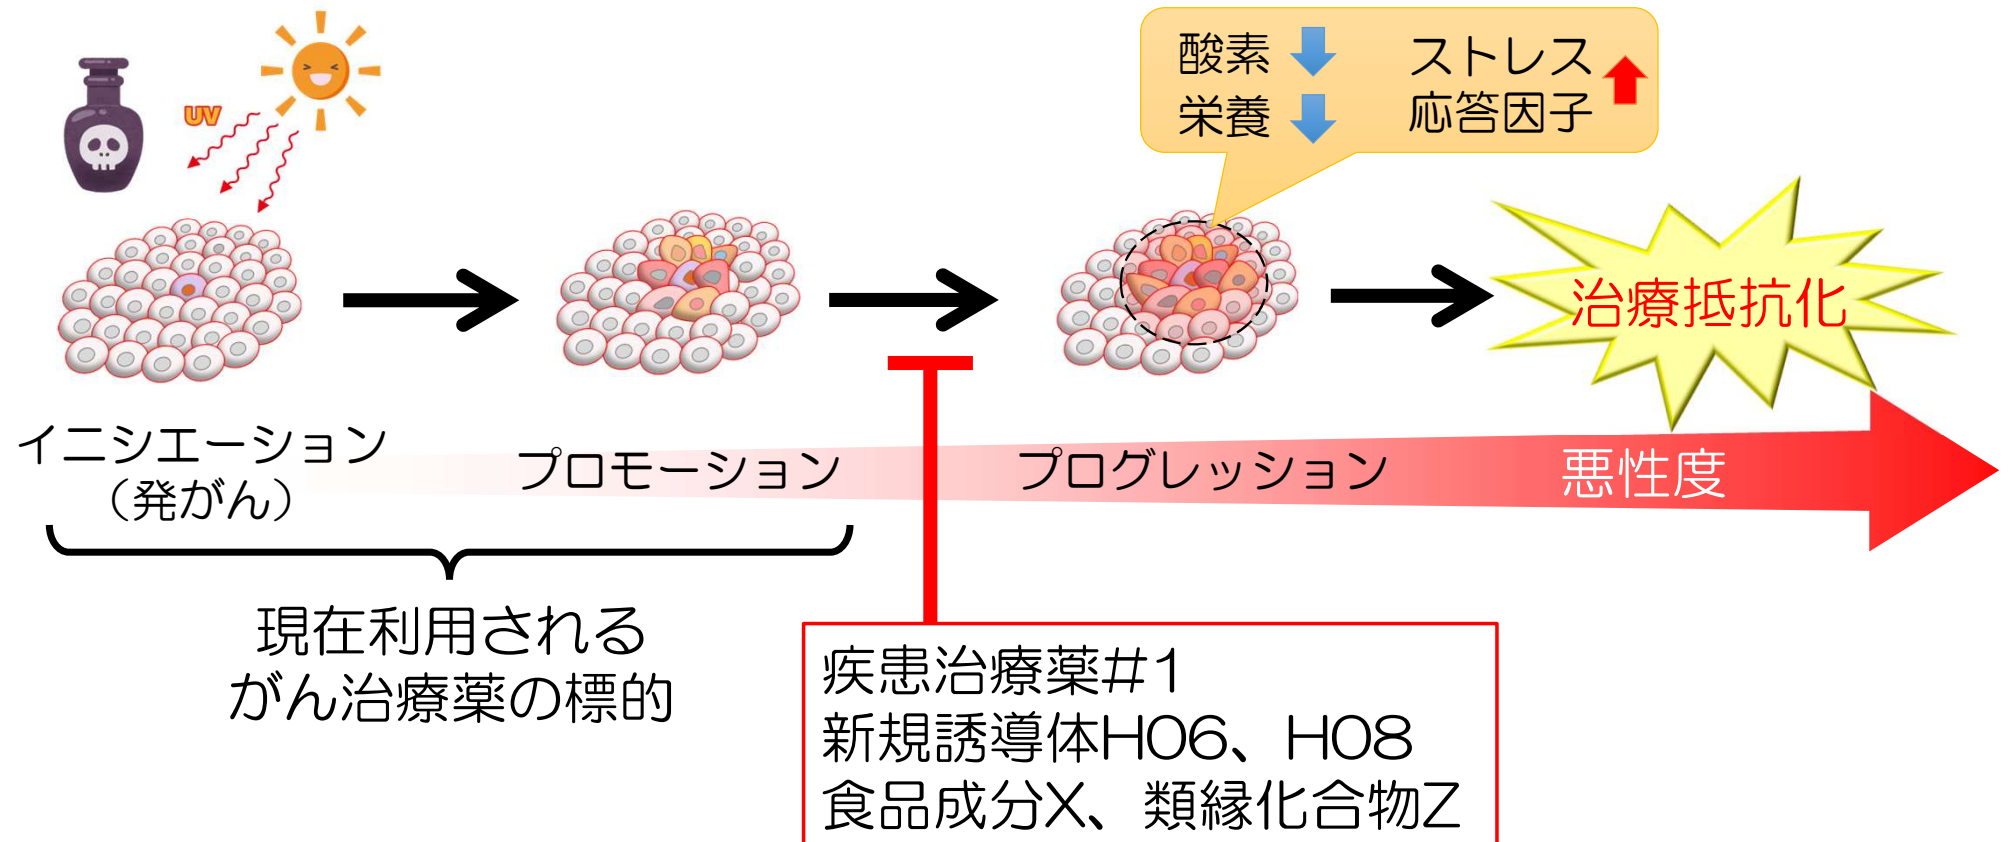 UV
酸素
栄養
ストレス
応答因子
治療抵抗化
イニシエーション
（発がん）
プロモーション
プログレッション
悪性度
現在利用される
がん治療薬の標的
疾患治療薬#1
新規誘導体H06、H08
食品成分X、類縁化合物Z